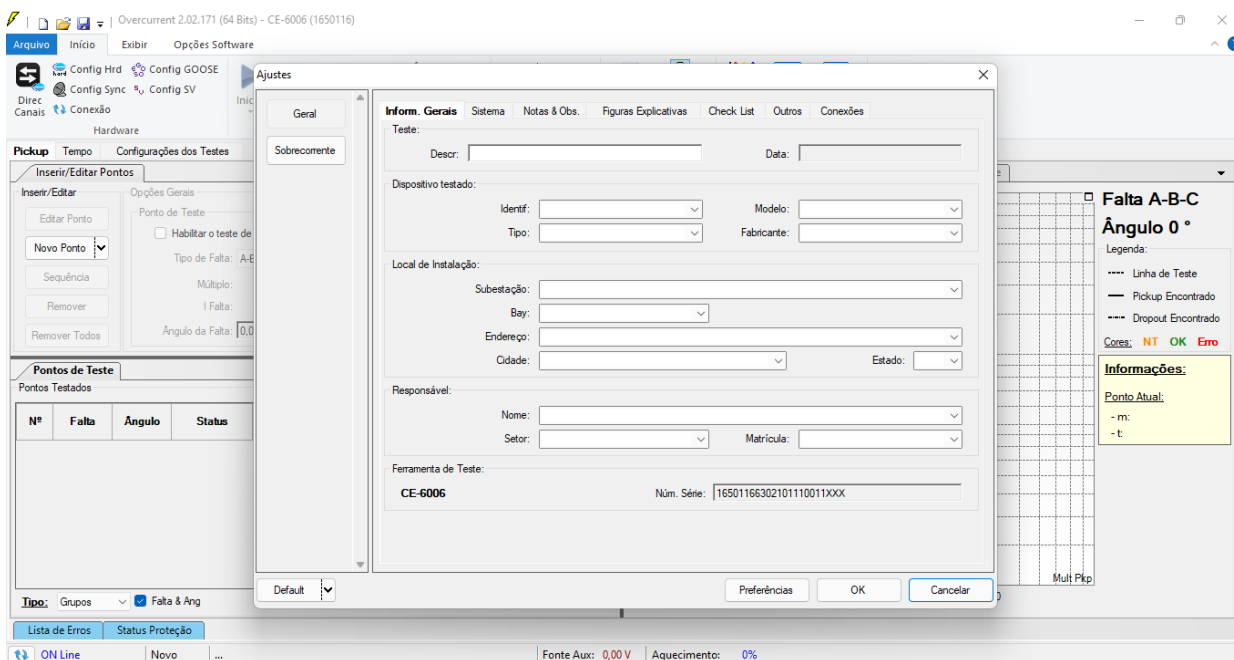 Overcurrent 2.02.171 (64 Bits) - CE-6006 (1650116)
Arquivo Início Exibir Opções Software
Config Hrd Config GOOSE
Config Sync Config SV
Direc Canais Conexão
Hardware
Pickup Tempo Configurações dos Testes
Inserir/Editar Pontos
Inserir/Editar Opções Gerais
Editar Ponto Ponto de Teste
Habilitar o teste de
Novo Ponto
Tipo de Falta:
Sequência
Múltiplo:
Remover I Falta:
Remover Todos Ângulo da Falta: 0,0
Pontos de Teste
Pontos Testados
Nº Falta Ângulo Status
Tipo: Grupos Falta & Ang
Lista de Erros Status Proteção
ON Line Novo ... Fonte Aux: 0,00 V Aquecimento: 0%
Ajustes
Geral
Sobrecorrente
Inform. Gerais Sistema Notas & Obs. Figuras Explicativas Check List Outros Conexões
Teste:
Descr: Data:
Dispositivo testado:
Identif: Modelo:
Tipo: Fabricante:
Local de Instalação:
Subestação:
Bay:
Endereço:
Cidade: Estado:
Responsável:
Nome:
Setor: Matrícula:
Ferramenta de Teste:
CE-6006 Núm. Série: 16501166302101110011XXX
Default Preferências OK Cancelar
Falta A-B-C
Ângulo 0 °
Legenda:
Linha de Teste
Pickup Encontrado
Dropout Encontrado
Cores: NT OK Erro
Informações:
Ponto Atual:
- m:
- t:
Mult Pkp